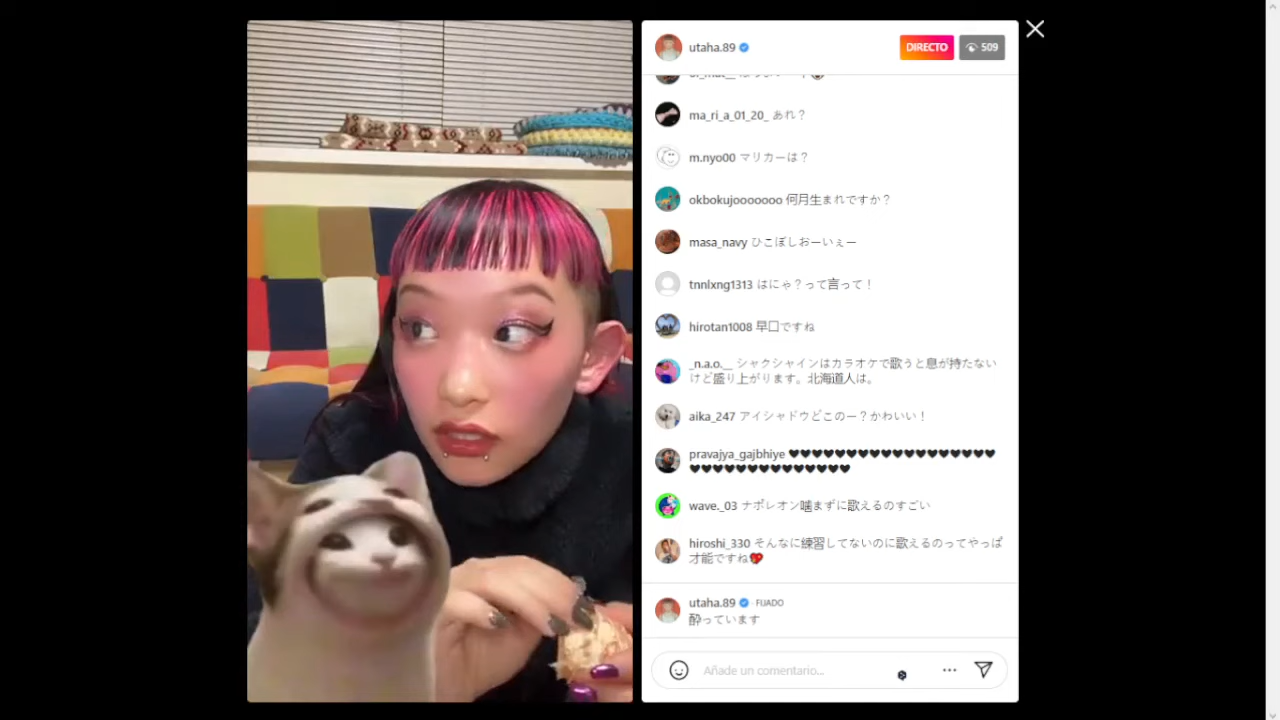 utaha.89
DIRECTO
509
ma_ri_a_01_20_ あれ？
m.nyo00 マリカーは？
okbokujooooooo 何月生まれですか？
masa_navy ひこぼしおーいぇー
tnnlxng1313 はにゃ？って言って！
hirotan1008 早口ですね
_n.a.o.__ シャクシャインはカラオケで歌うと息が持たない
けど盛り上がります。北海道人は。
aika_247 アイシャドウどこのー？かわいい！
pravajya_gajbhiye ♥♥♥♥♥♥♥♥♥♥♥♥♥♥♥♥♥♥
♥♥♥♥♥♥♥♥♥♥♥♥♥♥
wave._03 ナポレオン噛まずに歌えるのすごい
hiroshi_330 そんなに練習してないのに歌えるのってやっぱ
才能ですね💖
utaha.89 · FIJADO
酔っています
Añade un comentario...